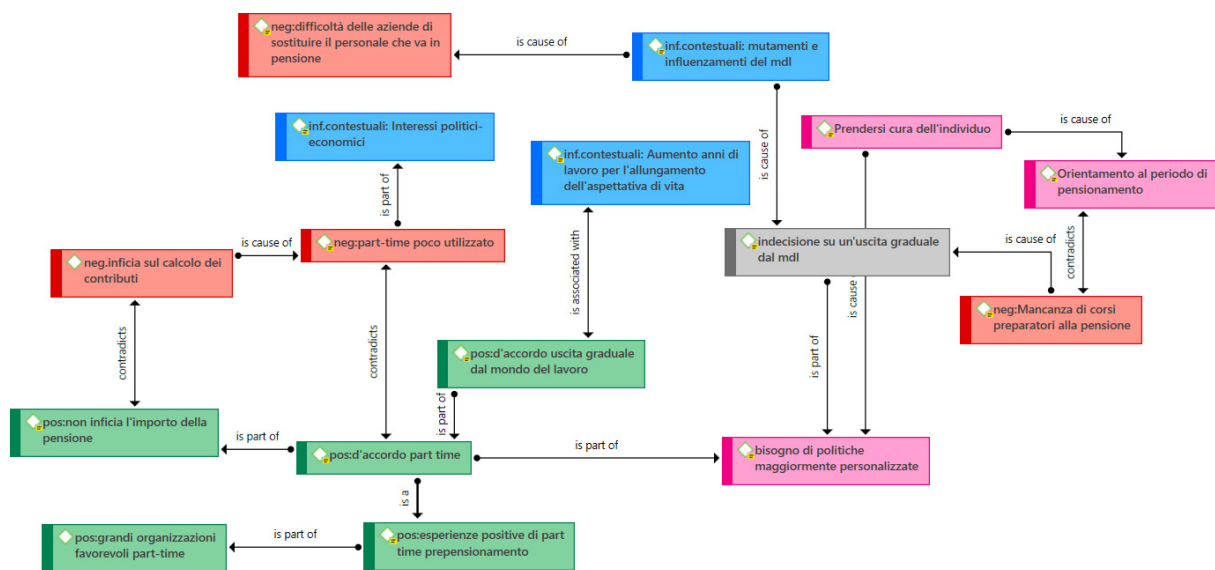 neg:difficoltà delle aziende di
sostituire il personale che va in
pensione
is cause of
inf.contestuali: mutamenti e
influenzamenti del mdl
inf.contestuali: Interessi politici-
economici
inf.contestuali: Aumento anni di
lavoro per l'allungamento
dell'aspettativa di vita
is cause of
Prendersi cura dell'individuo
is cause of
Orientamento al periodo di
pensionamento
is part of
is cause of
neg:part-time poco utilizzato
is associated with
indecisione su un'uscita graduale
dal mdl
is cause of
contradicts
neg.inficia sul calcolo dei
contributi
is cause
neg:Mancanza di corsi
preparatori alla pensione
contradicts
contradicts
pos:d'accordo uscita graduale
dal mondo del lavoro
is part of
is part of
pos:non inficia l'importo della
pensione
is part of
pos:d'accordo part time
is part of
bisogno di politiche
maggiormente personalizzate
is a
pos:grandi organizzazioni
favorevoli part-time
is part of
pos:esperienze positive di part
time prepensionamento